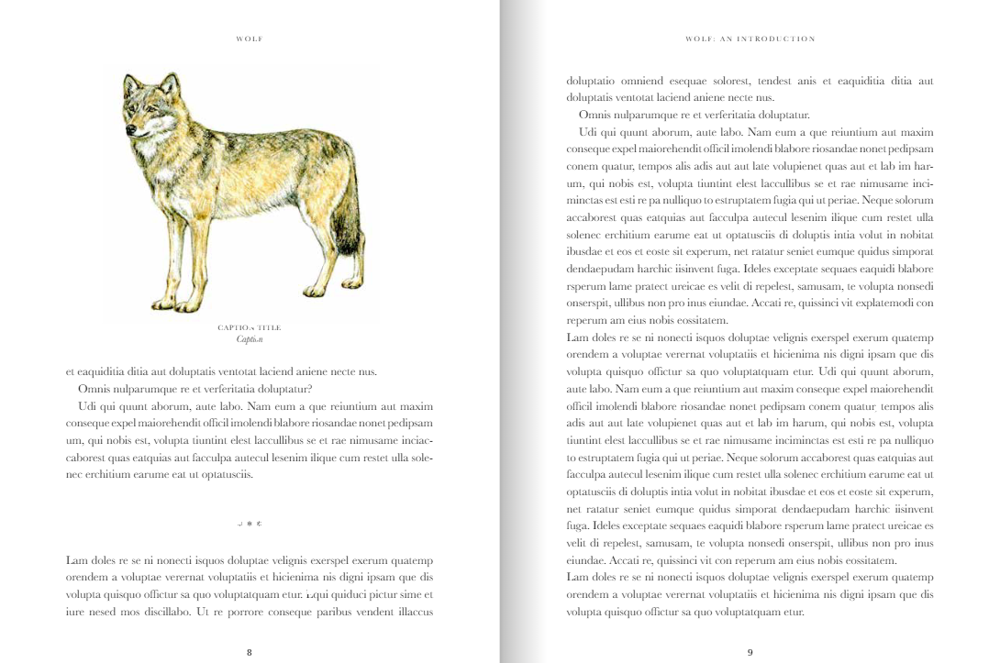 WOLF
CAPTION TITLE
Caption
et eaquiditia ditia aut doluptatis ventotat laciend aniene necte nus.
Omnis nulparumque re et verferitatia doluptatur?
Udi qui quunt aborum, aute labo. Nam eum a que reiuntium aut maxim
conseque expel maiorehendit officil imolendi blabore riosandae nonet pedipsam
um, qui nobis est, volupta tiuntint elest laccullibus se et rae nimusame inciac-
caborest quas eatquias aut facculpa autecul lesenim ilique cum restet ulla sole-
nec erchitium earume eat ut optatusciis.
Lam doles re se ni nonecti isquos doluptae velignis exerspel exerum quatemp
orendem a voluptae verernat voluptatiis et hicienima nis digni ipsam que dis
volupta quisquo offictur sa quo voluptatquam etur. Equi quiduci pictur sime et
iure nesed mos discillabo. Ut re porrore conseque paribus vendent illaccus
8
WOLF: AN INTRODUCTION
doluptatio omniend esequae solorest, tendest anis et eaquiditia ditia aut
doluptatis ventotat laciend aniene necte nus.
Omnis nulparumque re et verferitatia doluptatur.
Udi qui quunt aborum, aute labo. Nam eum a que reiuntium aut maxim
conseque expel maiorehendit officil imolendi blabore riosandae nonet pedipsam
conem quatur, tempos alis adis aut aut late volupienet quas aut et lab im har-
um, qui nobis est, volupta tiuntint elest laccullibus se et rae nimusame inci-
minctas est esti re pa nulliquo to estruptatem fugia qui ut periae. Neque solorum
accaborest quas eatquias aut facculpa autecul lesenim ilique cum restet ulla
solenec erchitium earume eat ut optatusciis di doluptis intia volut in nobitat
ibusdae et eos et eoste sit experum, net ratatur seniet eumque quidus simporat
dendaepudam harchic iisinvent fuga. Ideles exceptate sequaes eaquidi blabore
rsperum lame pratect ureicae es velit di repelest, samusam, te volupta nonsedi
onserspit, ullibus non pro inus eiundae. Accati re, quissinci vit explatemodi con
reperum am eius nobis eossitatem.
Lam doles re se ni nonecti isquos doluptae velignis exerspel exerum quatemp
orendem a voluptae verernat voluptatiis et hicienima nis digni ipsam que dis
volupta quisquo offictur sa quo voluptatquam etur. Udi qui quunt aborum,
aute labo. Nam eum a que reiuntium aut maxim conseque expel maiorehendit
officil imolendi blabore riosandae nonet pedipsam conem quatur, tempos alis
adis aut aut late volupienet quas aut et lab im harum, qui nobis est, volupta
tiuntint elest laccullibus se et rae nimusame inciminctas est esti re pa nulliquo
to estruptatem fugia qui ut periae. Neque solorum accaborest quas eatquias aut
facculpa autecul lesenim ilique cum restet ulla solenec erchitium earume eat ut
optatusciis di doluptis intia volut in nobitat ibusdae et eos et eoste sit experum,
net ratatur seniet eumque quidus simporat dendaepudam harchic iisinvent
fuga. Ideles exceptate sequaes eaquidi blabore rsperum lame pratect ureicae es
velit di repelest, samusam, te volupta nonsedi onserspit, ullibus non pro inus
eiundae. Accati re, quissinci vit con reperum am eius nobis eossitatem.
Lam doles re se ni nonecti isquos doluptae velignis exerspel exerum quatemp
orendem a voluptae verernat voluptatiis et hicienima nis digni ipsam que dis
volupta quisquo offictur sa quo voluptatquam etur.
9